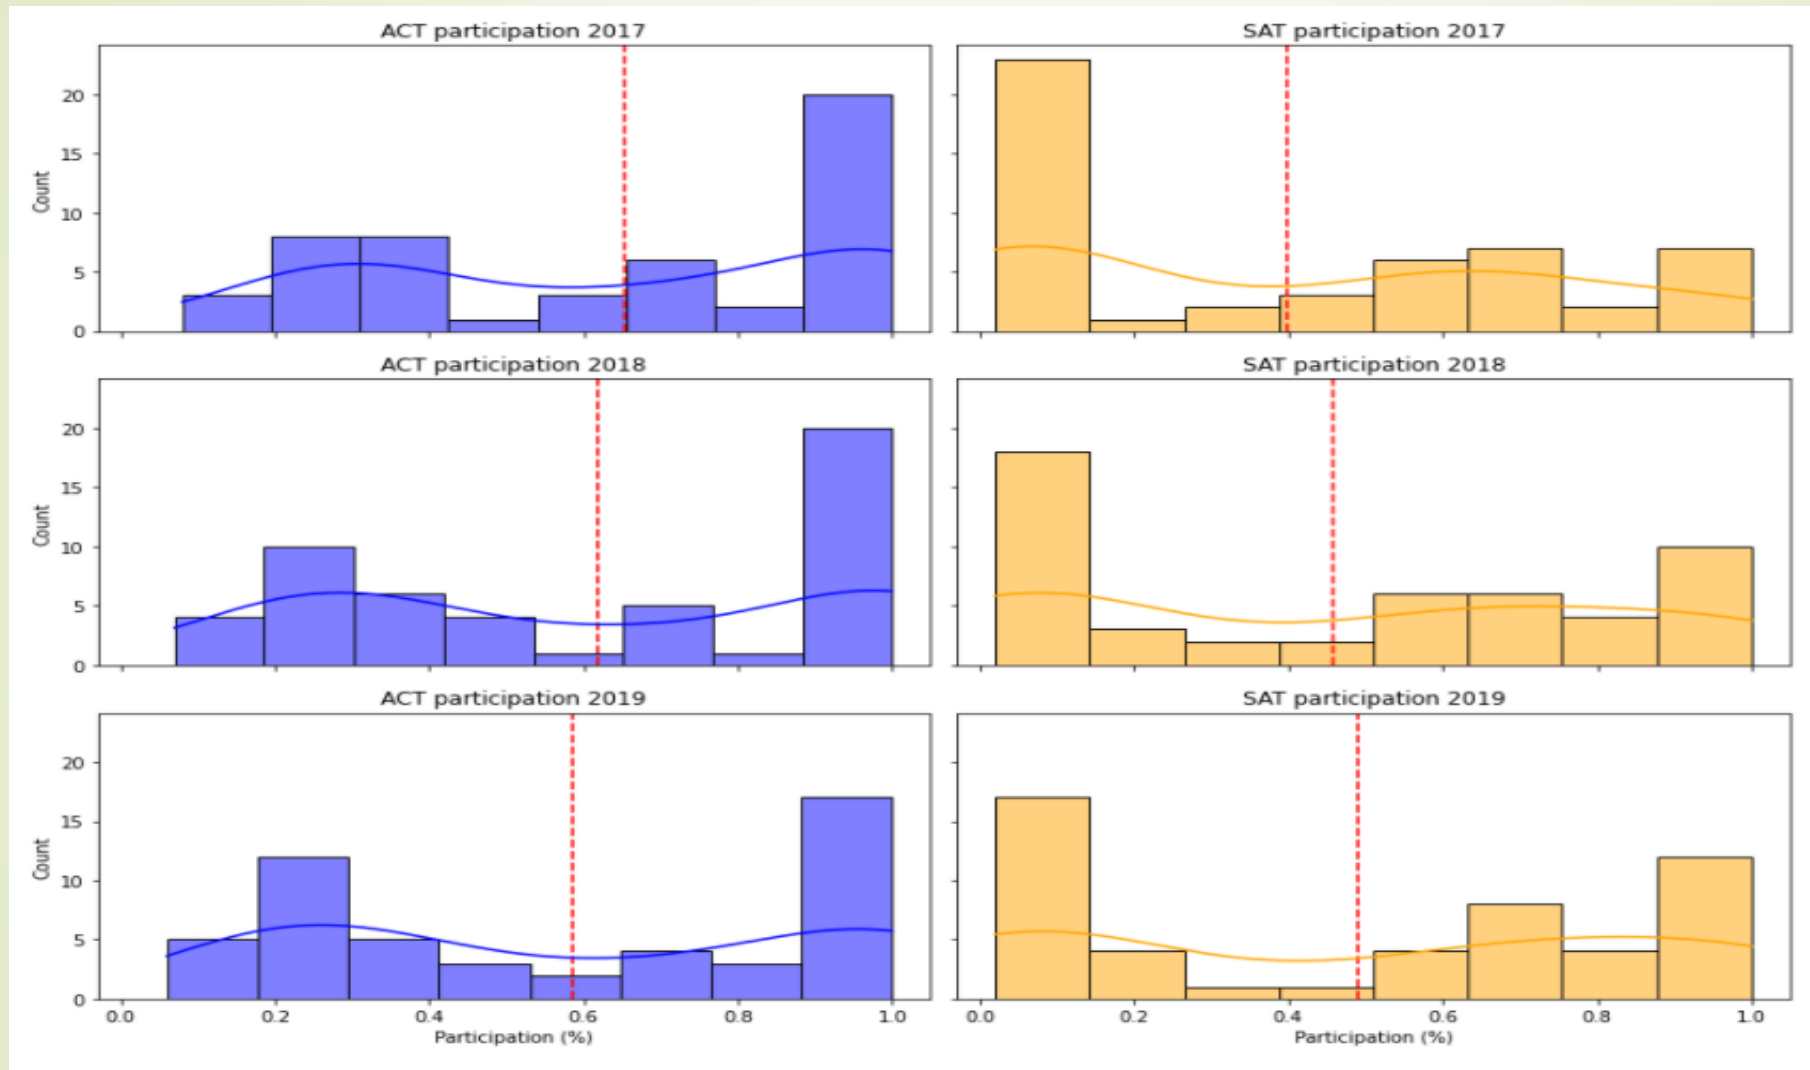 ACT participation 2017
SAT participation 2017
20
15
10
5
0
Count
ACT participation 2018
SAT participation 2018
20
15
10
5
0
Count
ACT participation 2019
SAT participation 2019
20
15
10
5
0
Count
0.0 0.2 0.4 0.6 0.8 1.0
0.0 0.2 0.4 0.6 0.8 1.0
Participation (%)
Participation (%)